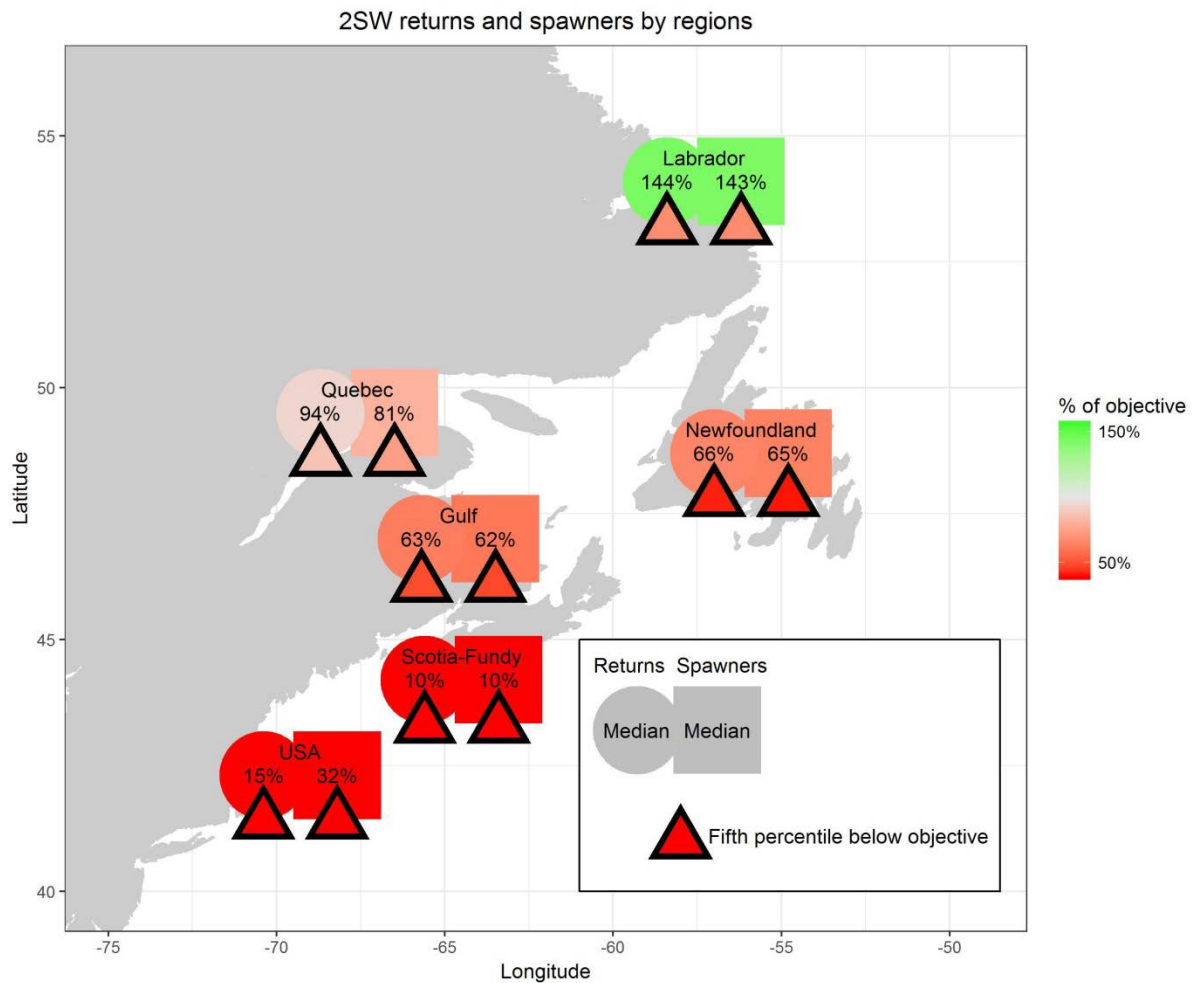 2SW returns and spawners by regions
Latitude
55
50
45
40
Labrador
144% 143%
Quebec
94% 81%
Newfoundland
66% 65%
Gulf
63% 62%
Scotia-Fundy
10% 10%
USA
15% 32%
Returns Spawners
Median Median
Fifth percentile below objective
% of objective
150%
50%
-75 -70 -65 -60 -55 -50
Longitude